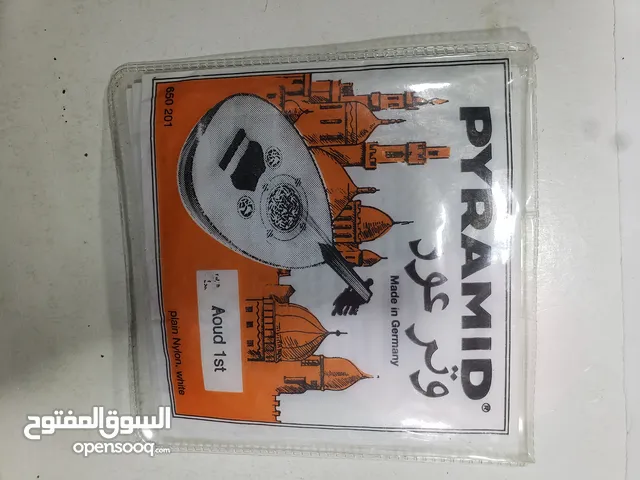 PYRAMID®
وتر عود
Made in Germany
Aoud 1st
plain Nylon, white
650 201
السوق المفتوح
opensooq.com